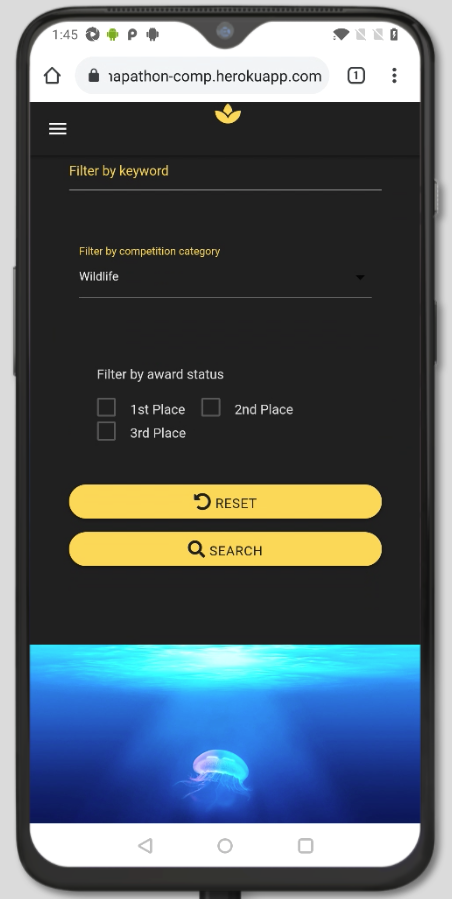 1:45
napathon-comp.herokuapp.com
1
Filter by keyword
Filter by competition category
Wildlife
Filter by award status
1st Place
2nd Place
3rd Place
RESET
SEARCH